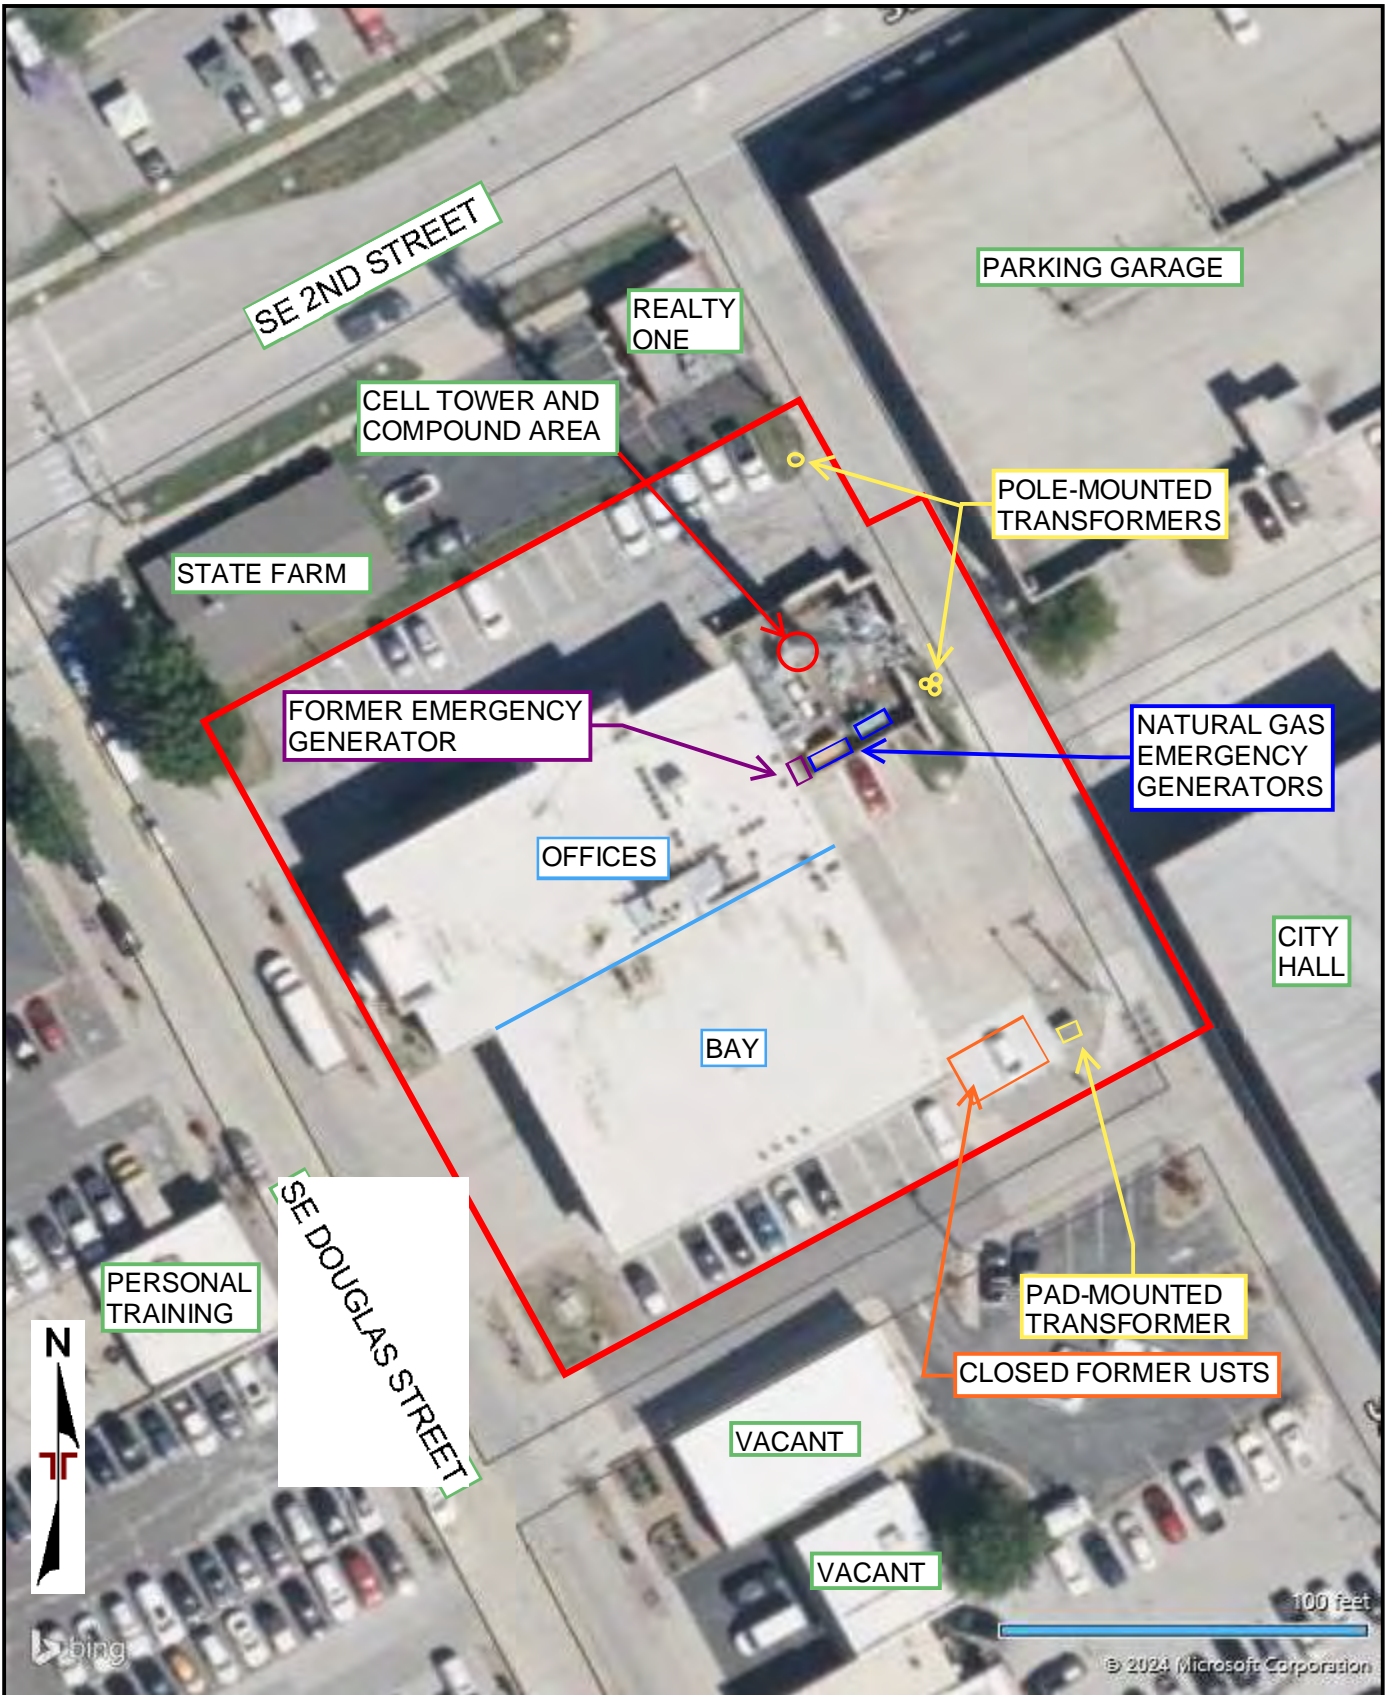 SE 2ND STREET
PARKING GARAGE
REALTY
ONE
CELL TOWER AND
COMPOUND AREA
POLE-MOUNTED
TRANSFORMERS
STATE FARM
FORMER EMERGENCY
GENERATOR
NATURAL GAS
EMERGENCY
GENERATORS
OFFICES
CITY
HALL
BAY
SE DOUGLAS STREET
PERSONAL
TRAINING
PAD-MOUNTED
TRANSFORMER
CLOSED FORMER USTS
N
VACANT
VACANT
100 feet
bing
© 2024 Microsoft Corporation